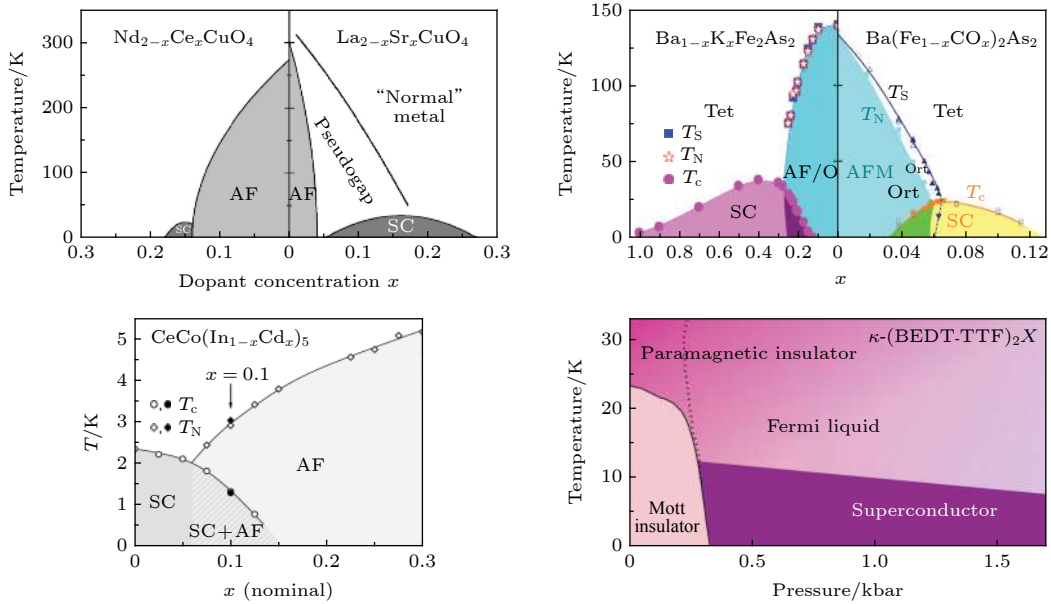 Nd2−xCexCuO4
La2−xSrxCuO4
300
200
100
0
Temperature/K
“Normal”
metal
Pseudogap
AF
AF
SC
SC
0.3
0.2
0.1
0
0.1
0.2
0.3
Dopant concentration x
150
100
50
0
Temperature/K
Ba1−xKxFe2As2
Ba(Fe1−xCOx)2As2
Tet
TS
TN
Tet
TS
TN
Tc
AF/O
AFM
Ort
Ort
Tc
SC
SC
1.0
0.8
0.6
0.4
0.2
0
0.04
0.08
0.12
x
CeCo(In1−xCdx)5
5
4
3
2
1
0
T/K
x = 0.1
, Tc
, TN
AF
SC
SC+AF
0
0.1
0.2
0.3
x (nominal)
30
20
10
0
Temperature/K
κ-(BEDT-TTF)2X
Paramagnetic insulator
Fermi liquid
Mott
insulator
Superconductor
0
0.5
1.0
1.5
Pressure/kbar